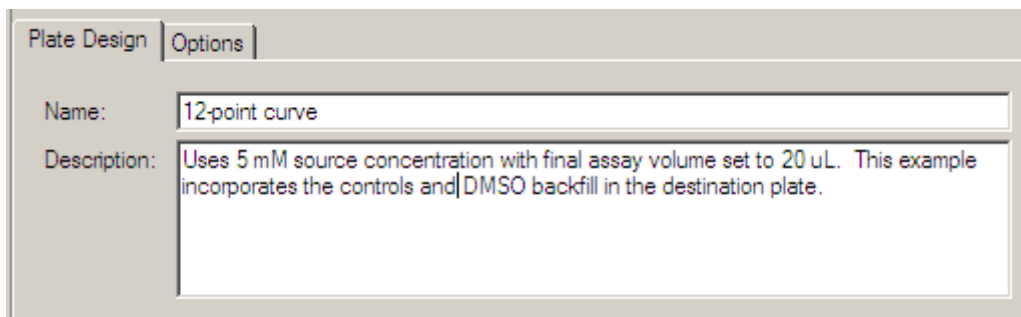 Plate Design Options
Name: 12-point curve
Description: Uses 5 mM source concentration with final assay volume set to 20 uL.  This example
incorporates the controls and DMSO backfill in the destination plate.